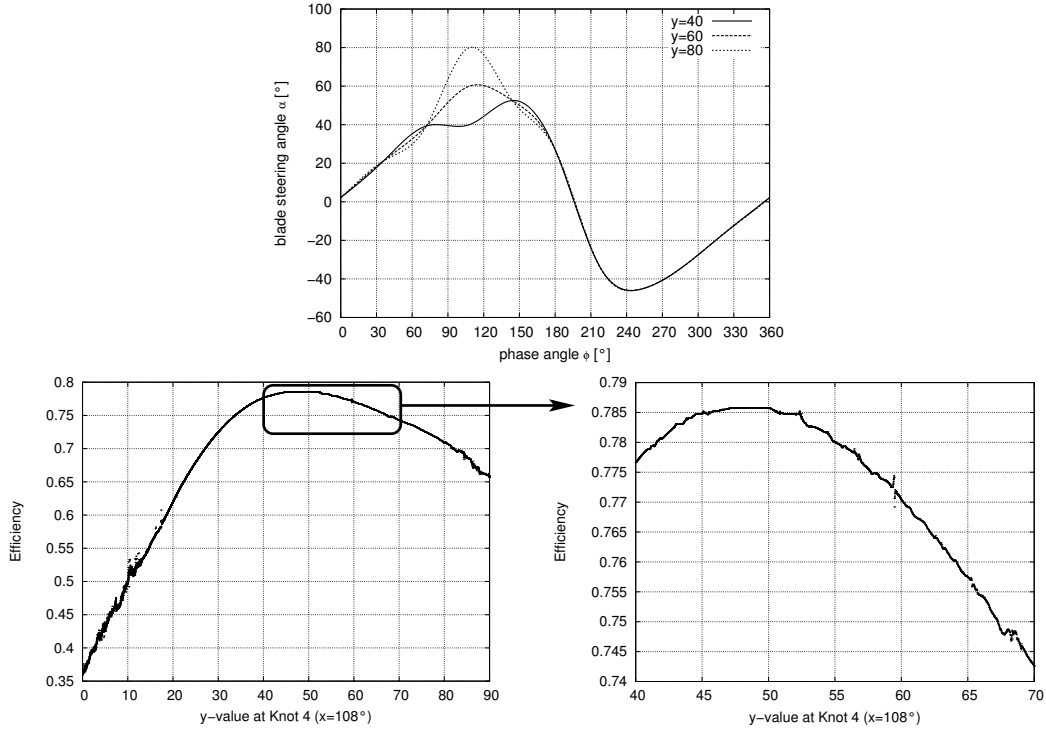 100
80
60
40
20
0
−20
−40
−60
blade steering angle α [°]
y=40
y=60
y=80
0 30 60 90 120 150 180 210 240 270 300 330 360
phase angle ϕ [°]
0.8
0.75
0.7
0.65
0.6
0.55
0.5
0.45
0.4
0.35
Efficiency
0 10 20 30 40 50 60 70 80 90
y−value at Knot 4 (x=108°)
0.79
0.785
0.78
0.775
0.77
0.765
0.76
0.755
0.75
0.745
0.74
Efficiency
40 45 50 55 60 65 70
y−value at Knot 4 (x=108°)